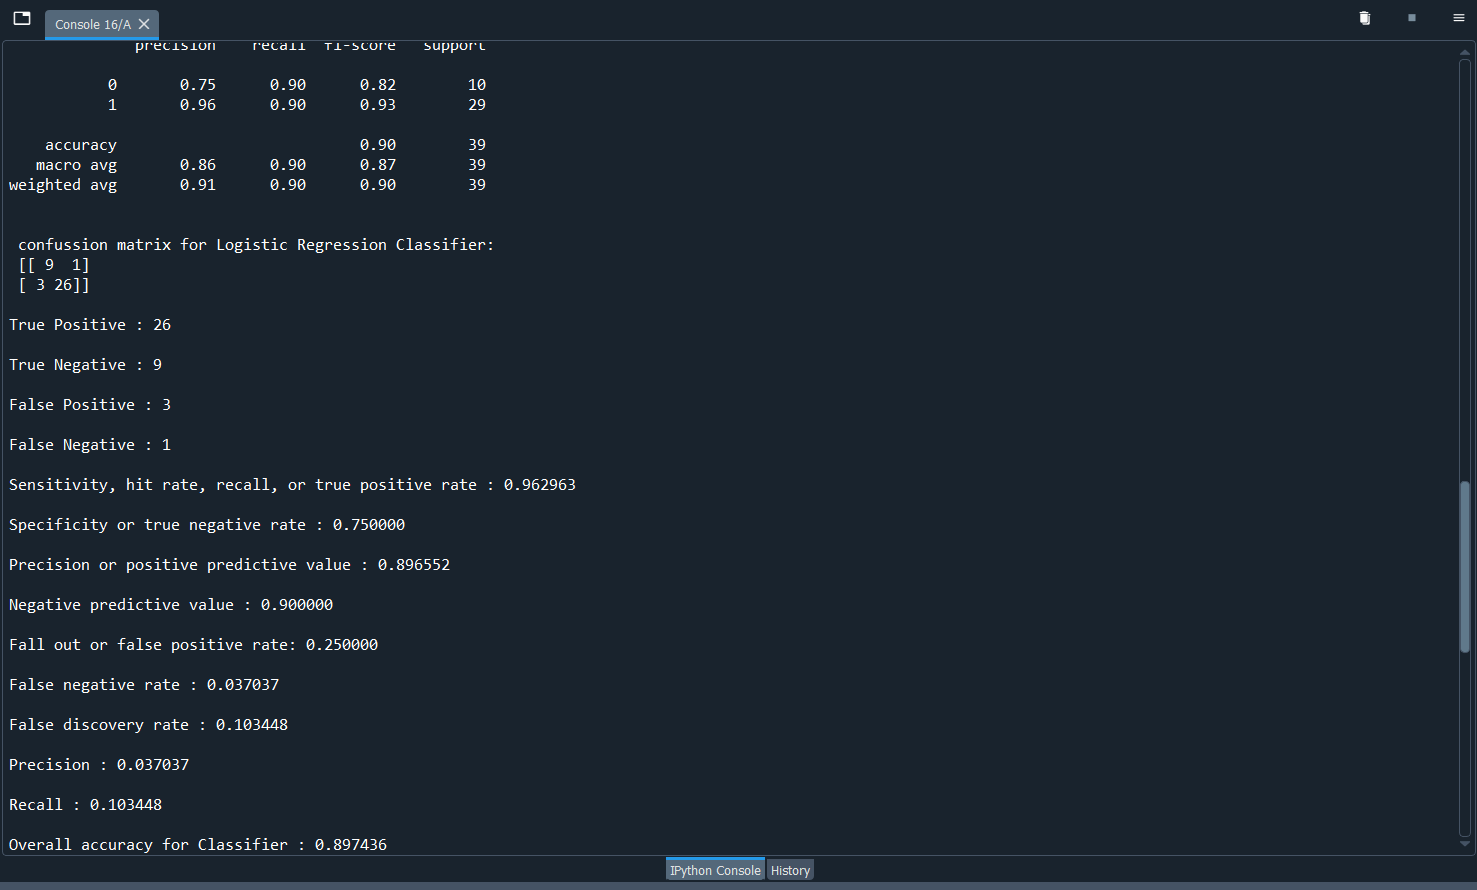 Console 16/A
precision recall f1-score support
0 0.75 0.90 0.82 10
1 0.96 0.90 0.93 29
accuracy 0.90 39
macro avg 0.86 0.90 0.87 39
weighted avg 0.91 0.90 0.90 39
confussion matrix for Logistic Regression Classifier:
[[ 9 1]
[ 3 26]]
True Positive : 26
True Negative : 9
False Positive : 3
False Negative : 1
Sensitivity, hit rate, recall, or true positive rate : 0.962963
Specificity or true negative rate : 0.750000
Precision or positive predictive value : 0.896552
Negative predictive value : 0.900000
Fall out or false positive rate: 0.250000
False negative rate : 0.037037
False discovery rate : 0.103448
Precision : 0.037037
Recall : 0.103448
Overall accuracy for Classifier : 0.897436
IPython Console History